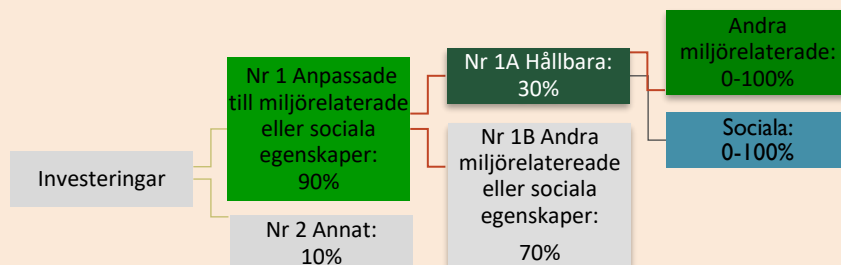 Investeringar
Nr 1 Anpassade
till miljörelaterade
eller sociala
egenskaper:
90%
Nr 2 Annat:
10%
Nr 1A Hållbara:
30%
Nr 1B Andra
miljörelatereade
eller sociala
egenskaper:
70%
Andra
miljörelaterade:
0-100%
Sociala:
0-100%